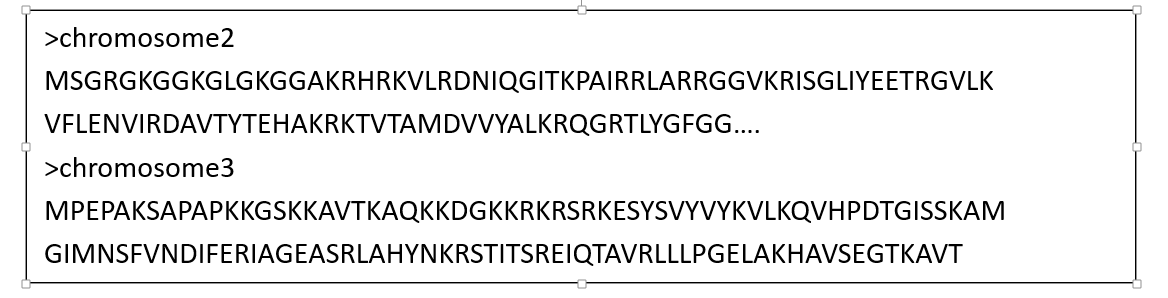 >chromosome2
MSGRGKGGKGLGKGGAKRHRKVLRDNIQGITKPAIRRLARRGGVKRISGLIYEETRGVLK
VFLENVIRDAVTYTEHAKRKTVTAMDVVYALKRQGRTLYGFGG....
>chromosome3
MPEPAKSAPAPKKGSKKAVTKAQKKDGKKRKRSRKESYSVYVYKVLKQVHPDTGISSKAM
GIMNSFVNDIFERIAGEASRLAHYNKRSTITSREIQTAVRLLLPGELAKHAVSEGTKAVT